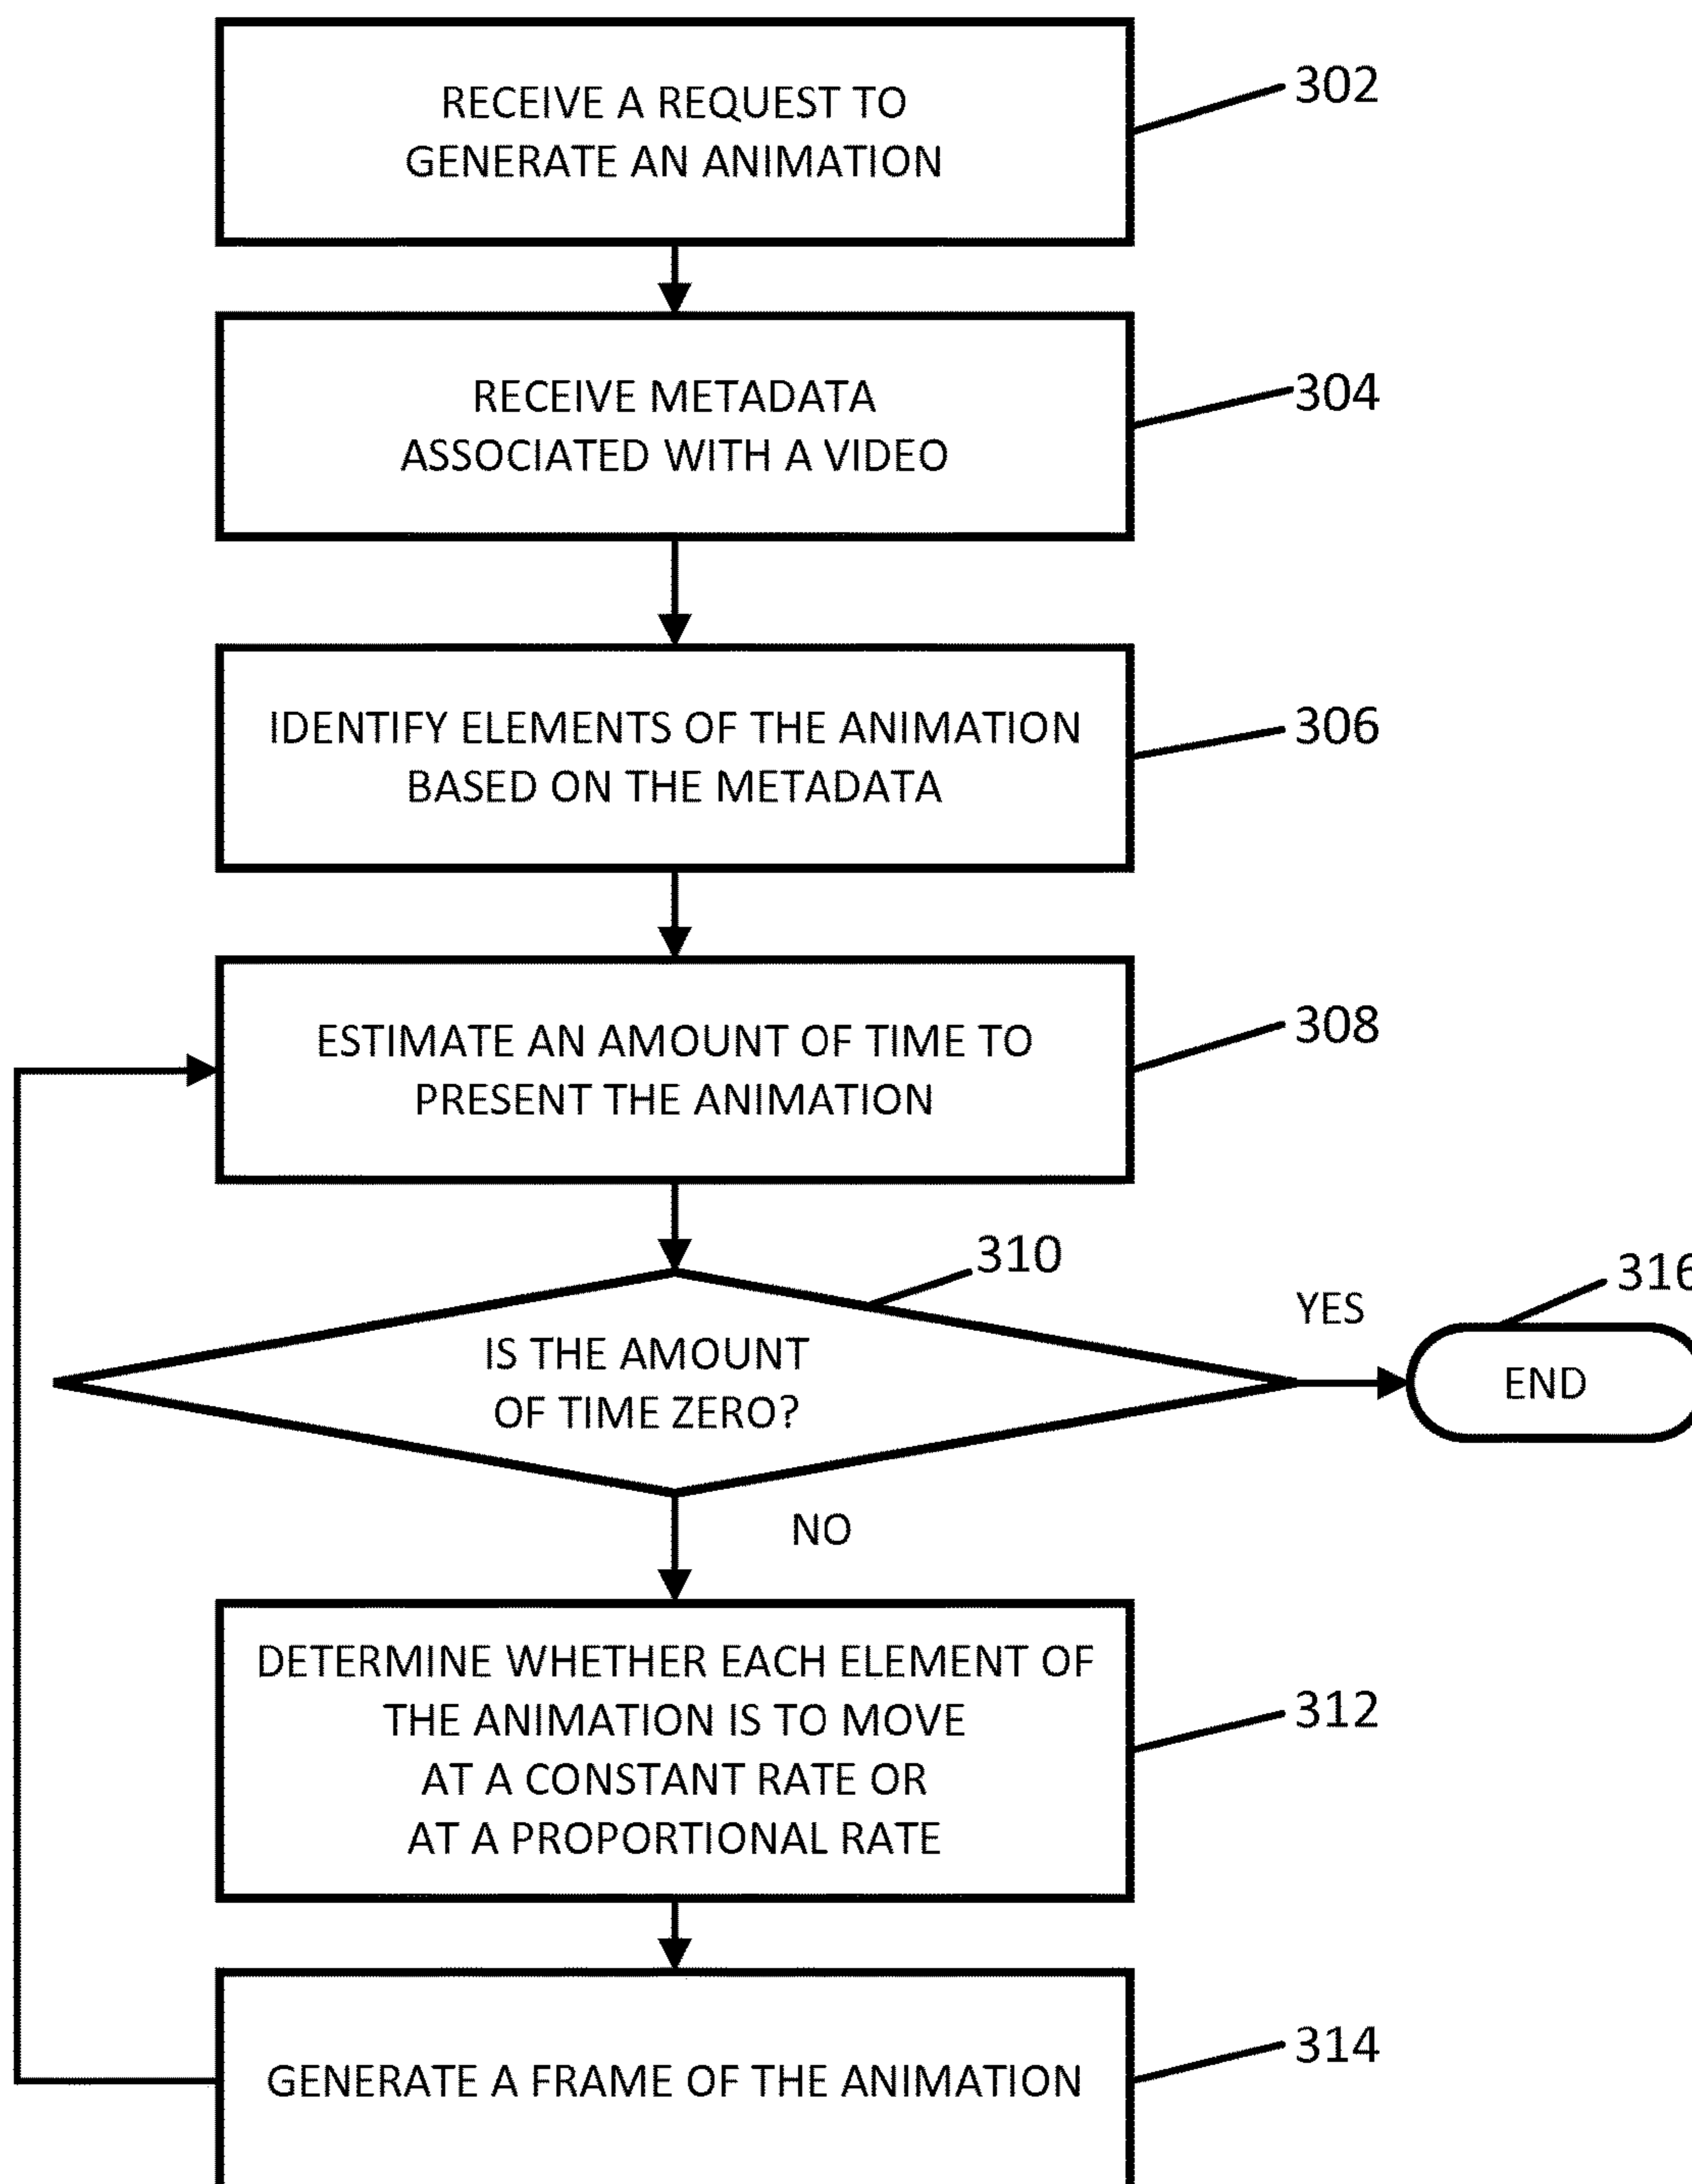 RECEIVE A REQUEST TO
GENERATE AN ANIMATION
302
RECEIVE METADATA
ASSOCIATED WITH A VIDEO
304
IDENTIFY ELEMENTS OF THE ANIMATION
BASED ON THE METADATA
306
ESTIMATE AN AMOUNT OF TIME TO
PRESENT THE ANIMATION
308
310
IS THE AMOUNT
OF TIME ZERO?
YES
316
END
NO
DETERMINE WHETHER EACH ELEMENT OF
THE ANIMATION IS TO MOVE
AT A CONSTANT RATE OR
AT A PROPORTIONAL RATE
312
GENERATE A FRAME OF THE ANIMATION
314